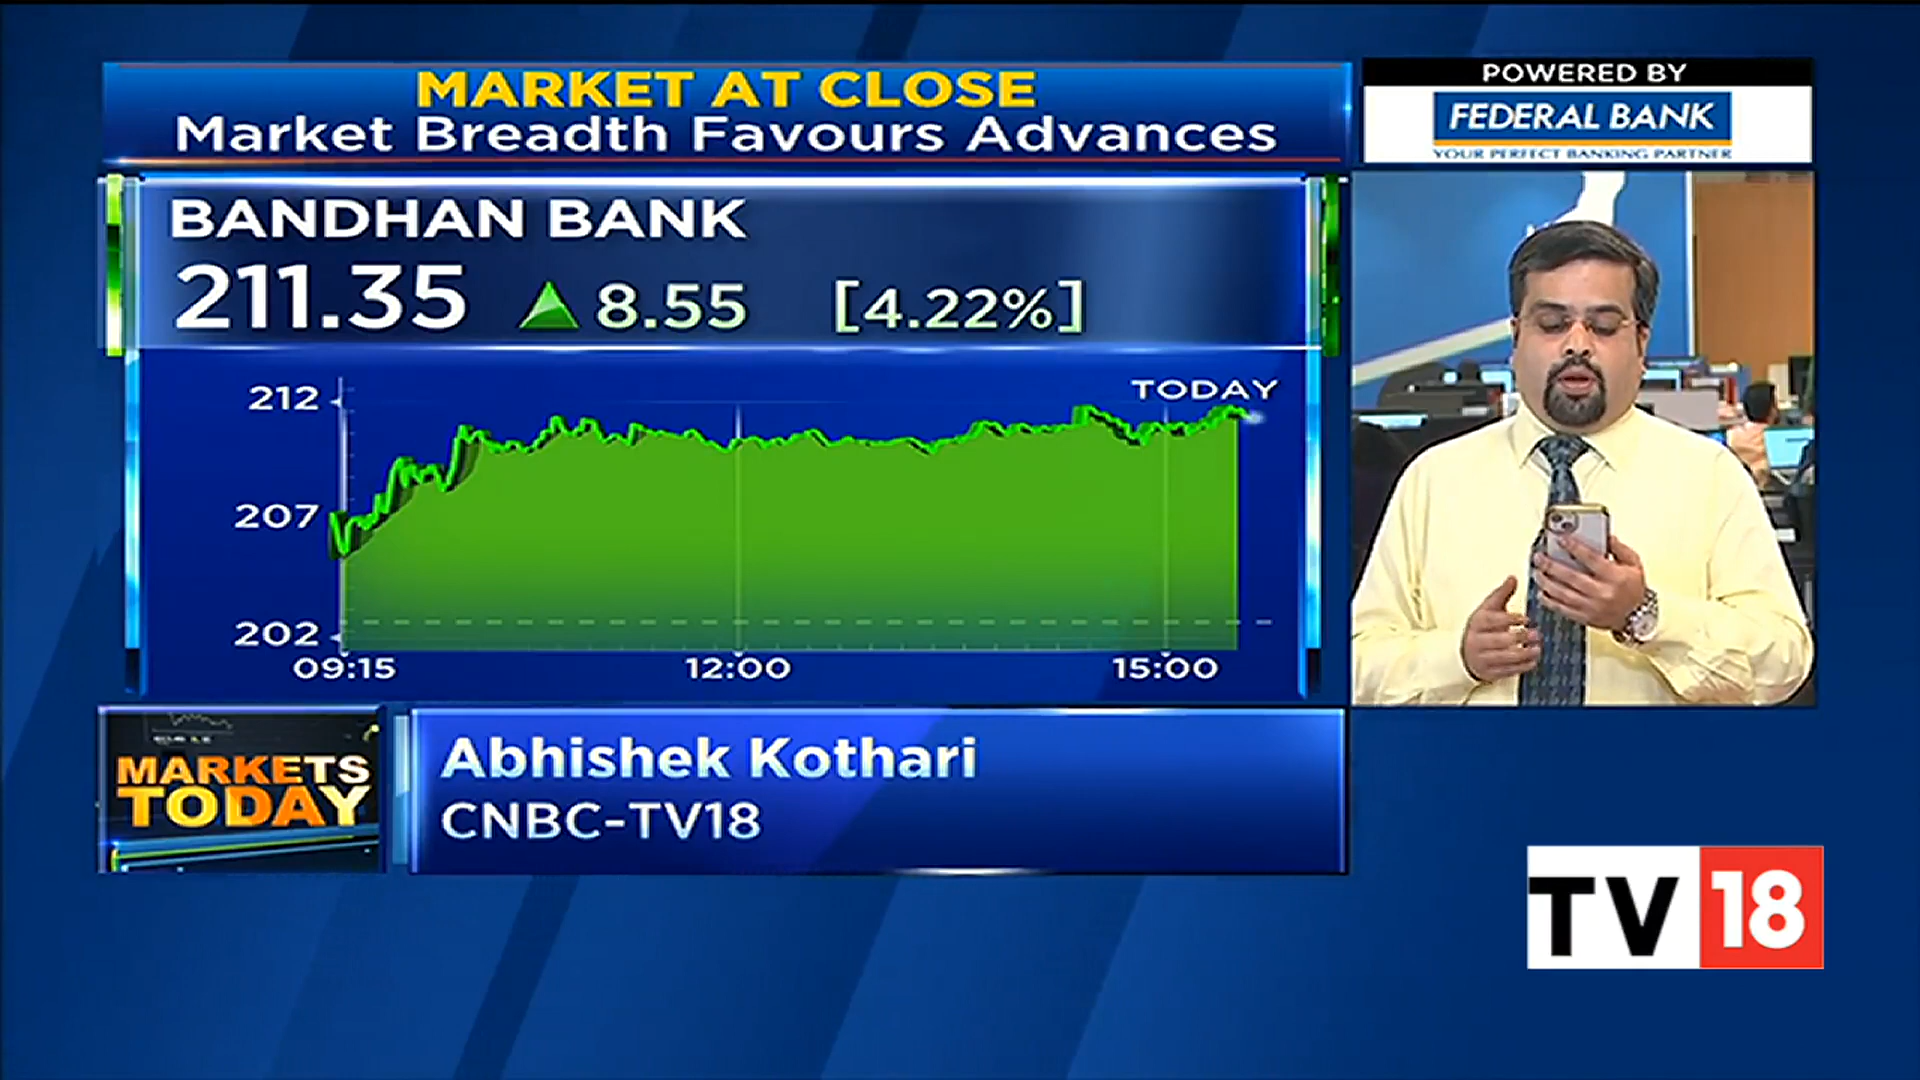 MARKET AT CLOSE
Market Breadth Favours Advances
POWERED BY
FEDERAL BANK
YOUR PERFECT BANKING PARTNER
BANDHAN BANK
211.35 ▲ 8.55 [4.22%]
TODAY
212
207
202
09:15 12:00 15:00
MARKETS
TODAY
Abhishek Kothari
CNBC-TV18
TV18